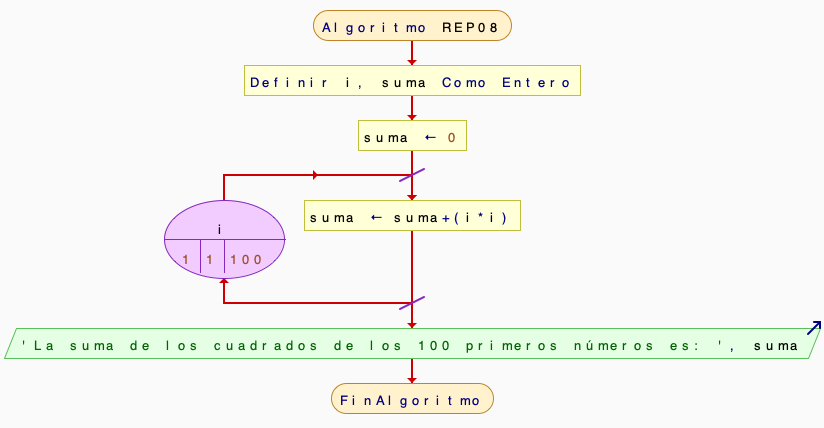 Algoritmo REP08
Definir i, suma Como Entero
suma ← 0
suma ← suma+(i*i)
i
1 1 100
'La suma de los cuadrados de los 100 primeros números es: ', suma
FinAlgoritmo